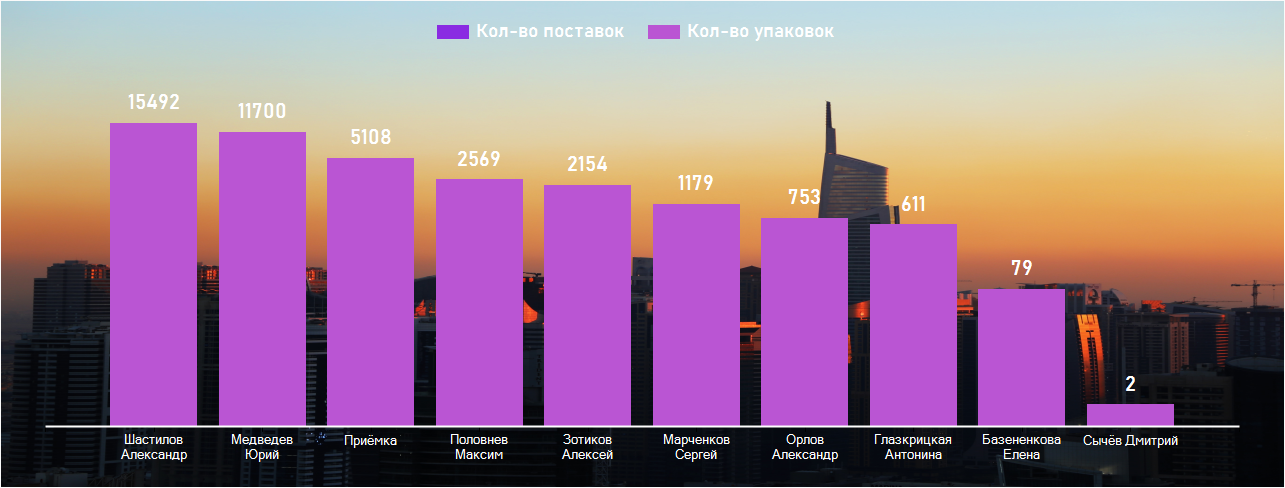 Кол-во поставок Кол-во упаковок
15492
11700
5108
2569
2154
1179
753
611
79
2
Шастилов
Александр
Медведев
Юрий
Приёмка
Половнев
Максим
Зотиков
Алексей
Марченков
Сергей
Орлов
Александр
Глазкрицкая
Антонина
Базененкова
Елена
Сычёв Дмитрий